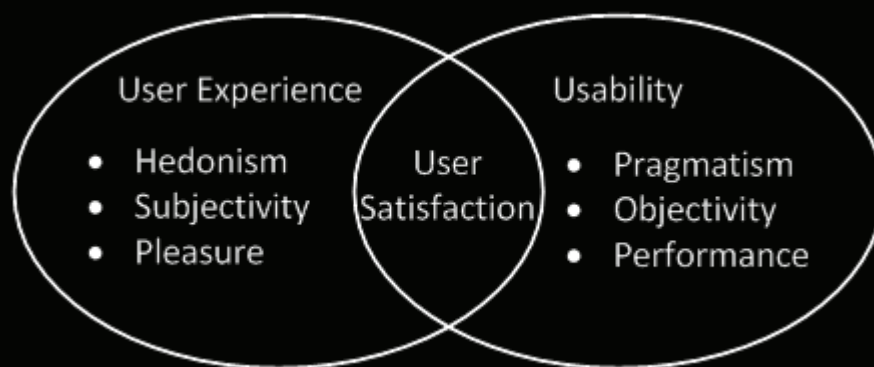 User Experience
• Hedonism
• Subjectivity
• Pleasure
User
Satisfaction
Usability
• Pragmatism
• Objectivity
• Performance